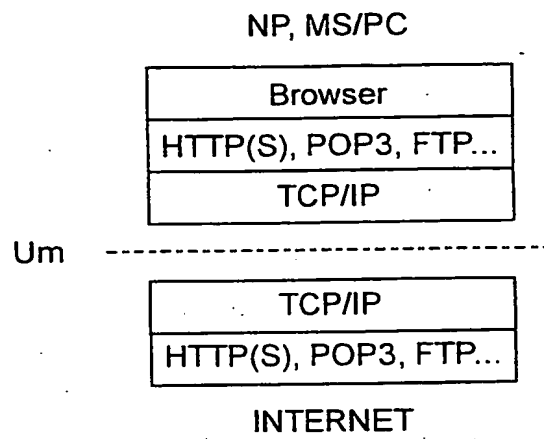 NP, MS/PC
Browser
HTTP(S), POP3, FTP...
TCP/IP
Um
TCP/IP
HTTP(S), POP3, FTP...
INTERNET